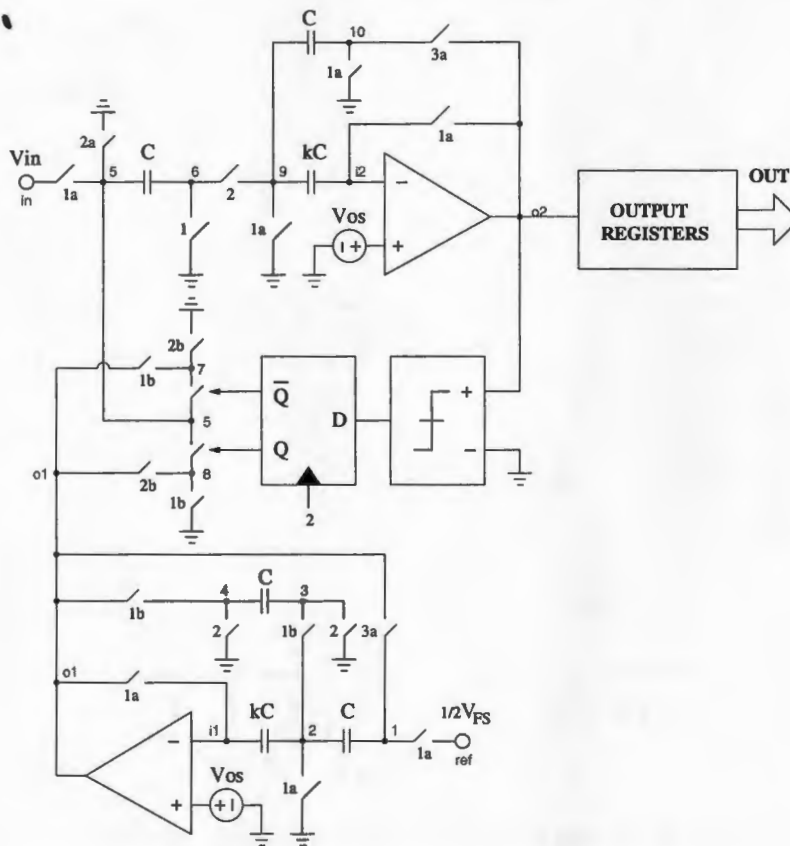 C
10
3a
1a
1a
2a
Vin
in
1a
5
C
6
2
9
kC
i2
1
1a
Vos
− +
−
+
o2
OUTPUT
REGISTERS
OUT
2b
7
1b
Q̅
5
Q
D
+
−
o1
2b
8
1b
2
C
4
3
1b
2
1b
2
3a
o1
1a
i1
kC
2
C
1
1/2VFS
1a
ref
−
+
Vos
+ −
1a